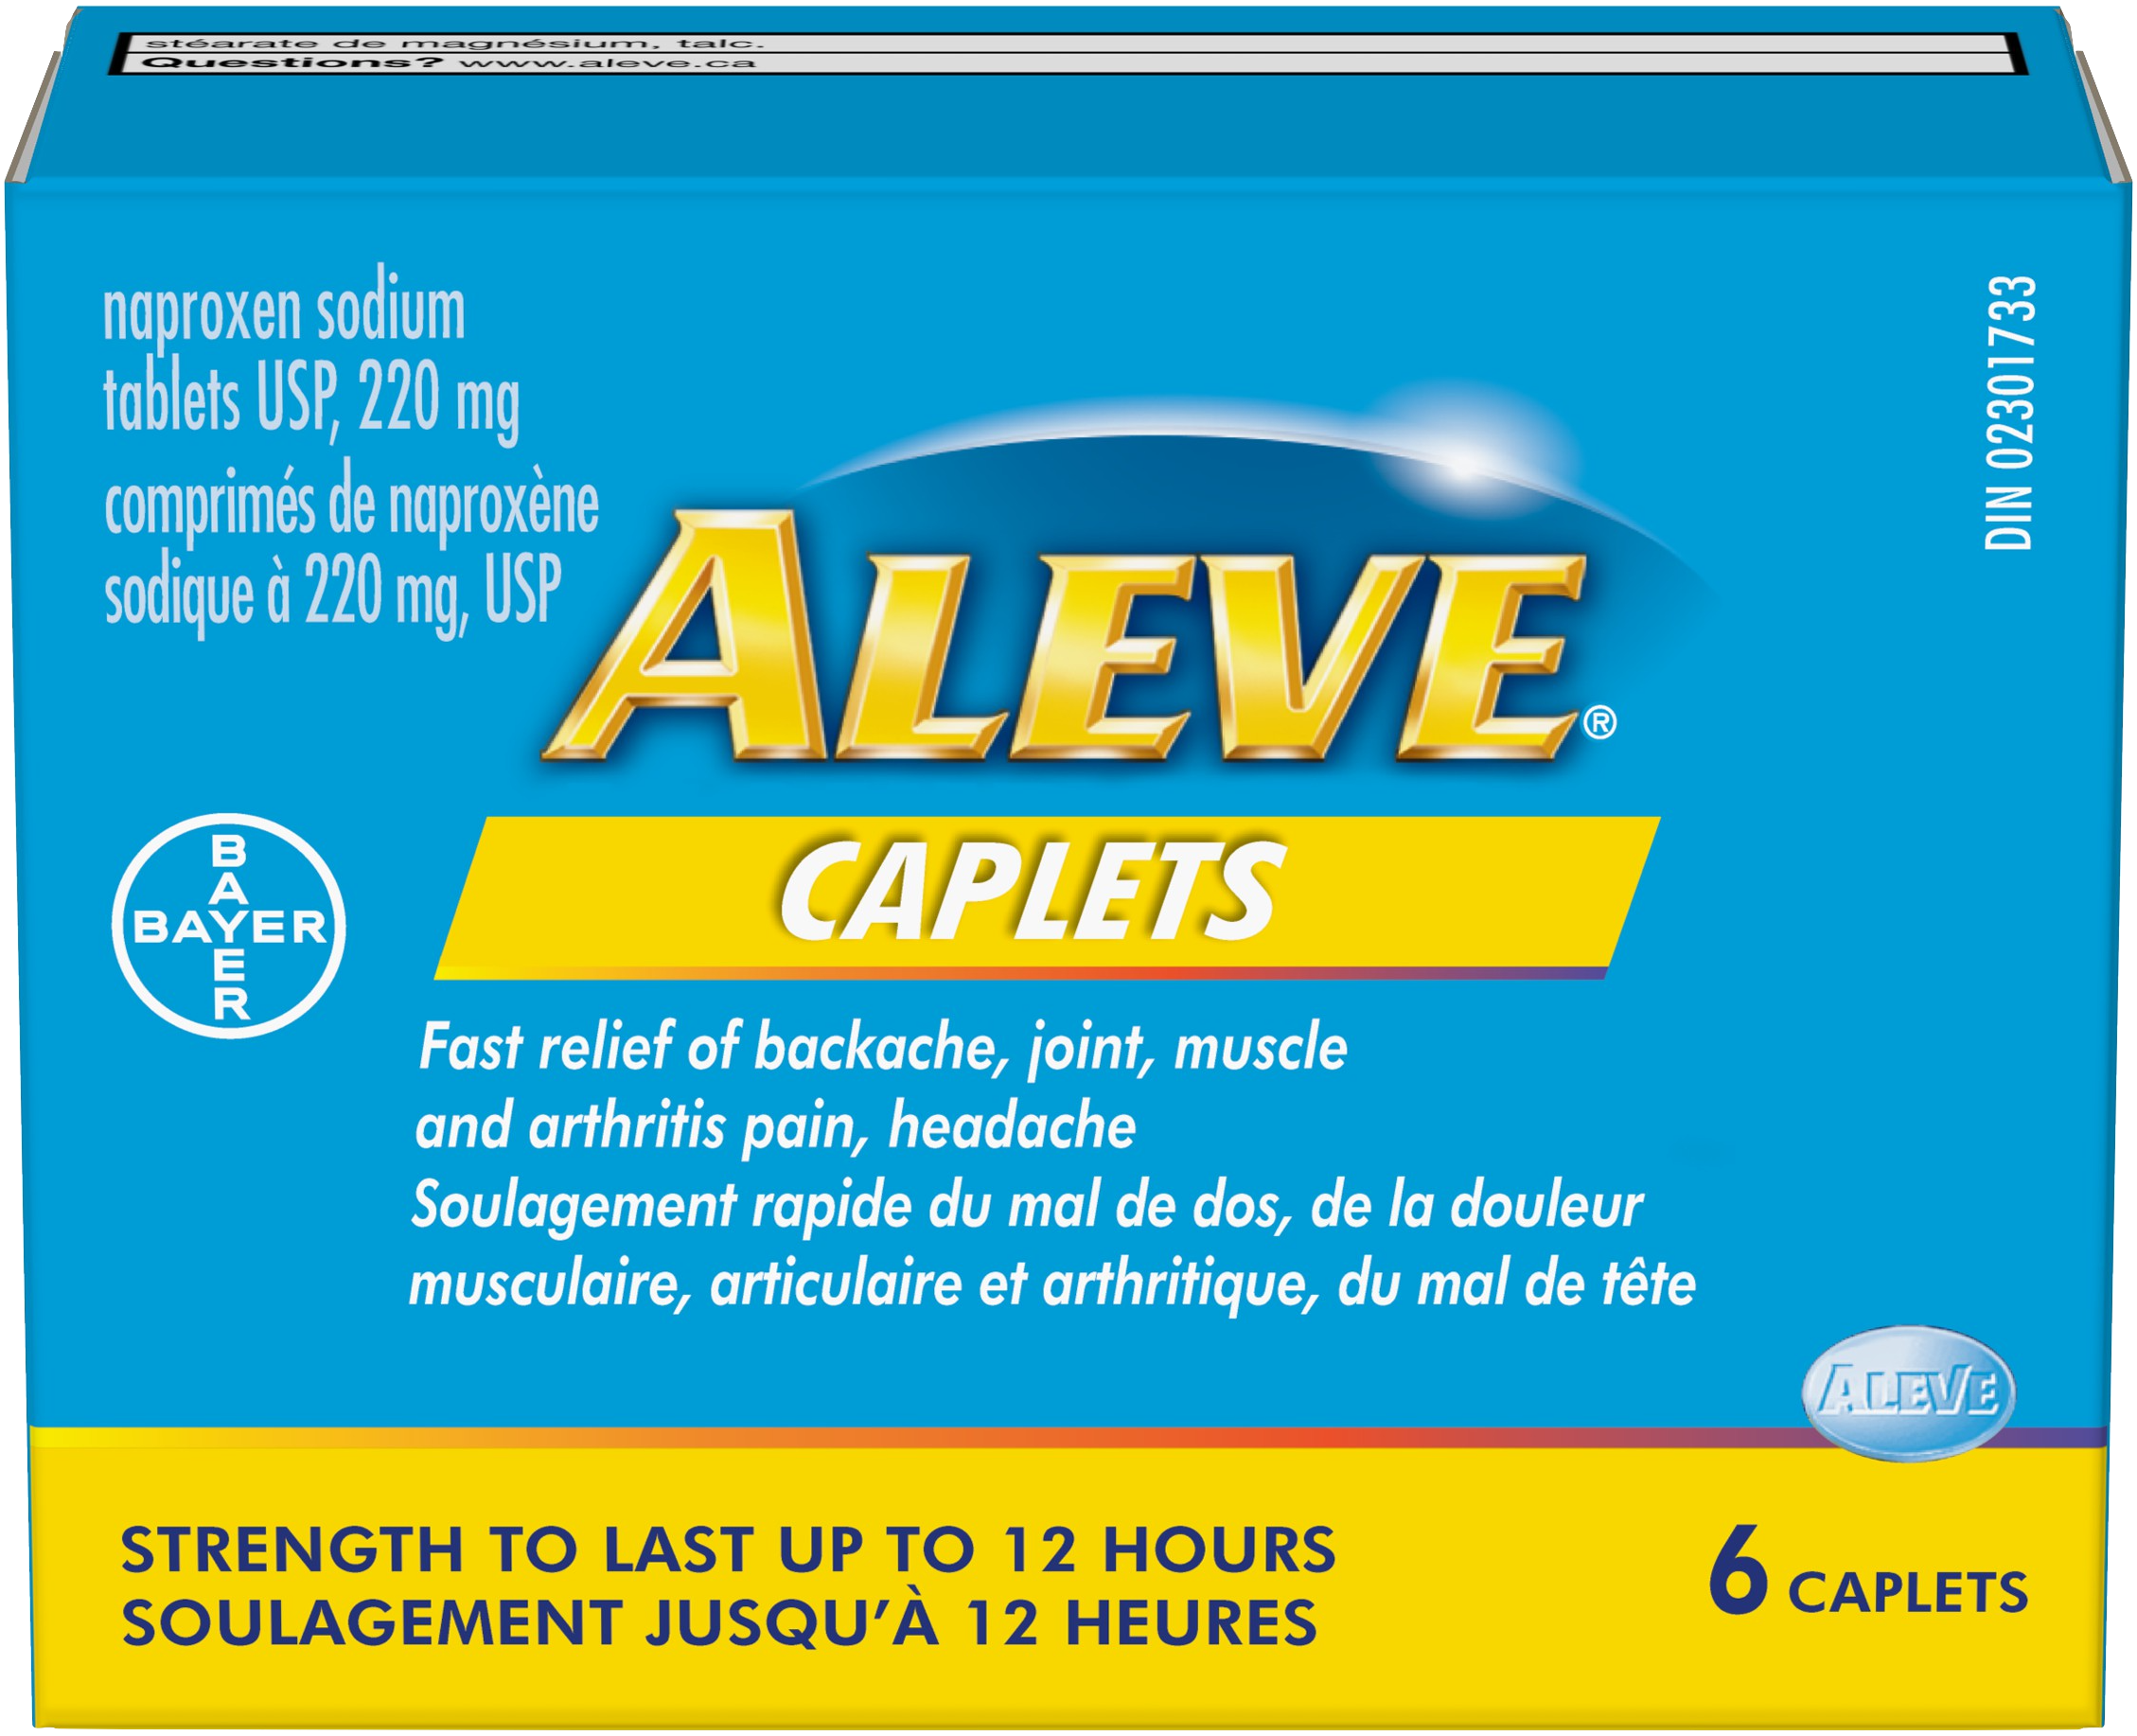 stéarate de magnésium, talc.
Questions? www.aleve.ca
naproxen sodium
tablets USP, 220 mg
comprimés de naproxène
sodique à 220 mg, USP
DIN 02301733
ALEVE®
CAPLETS
BAYER
BAYER
Fast relief of backache, joint, muscle
and arthritis pain, headache
Soulagement rapide du mal de dos, de la douleur
musculaire, articulaire et arthritique, du mal de tête
ALEVE
STRENGTH TO LAST UP TO 12 HOURS
SOULAGEMENT JUSQU'À 12 HEURES
6 CAPLETS